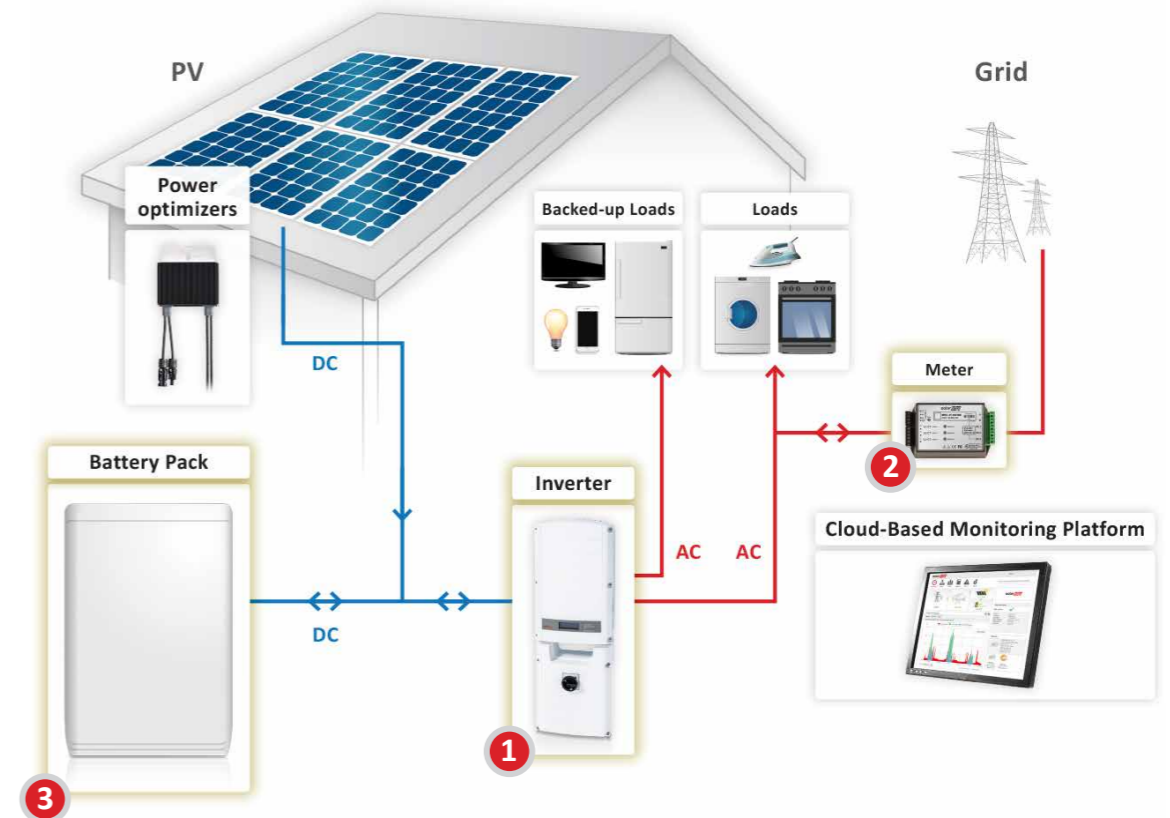 PV
Grid
Power
optimizers
Backed-up Loads
Loads
DC
Meter
2
Battery Pack
Inverter
Cloud-Based Monitoring Platform
AC
AC
DC
1
3